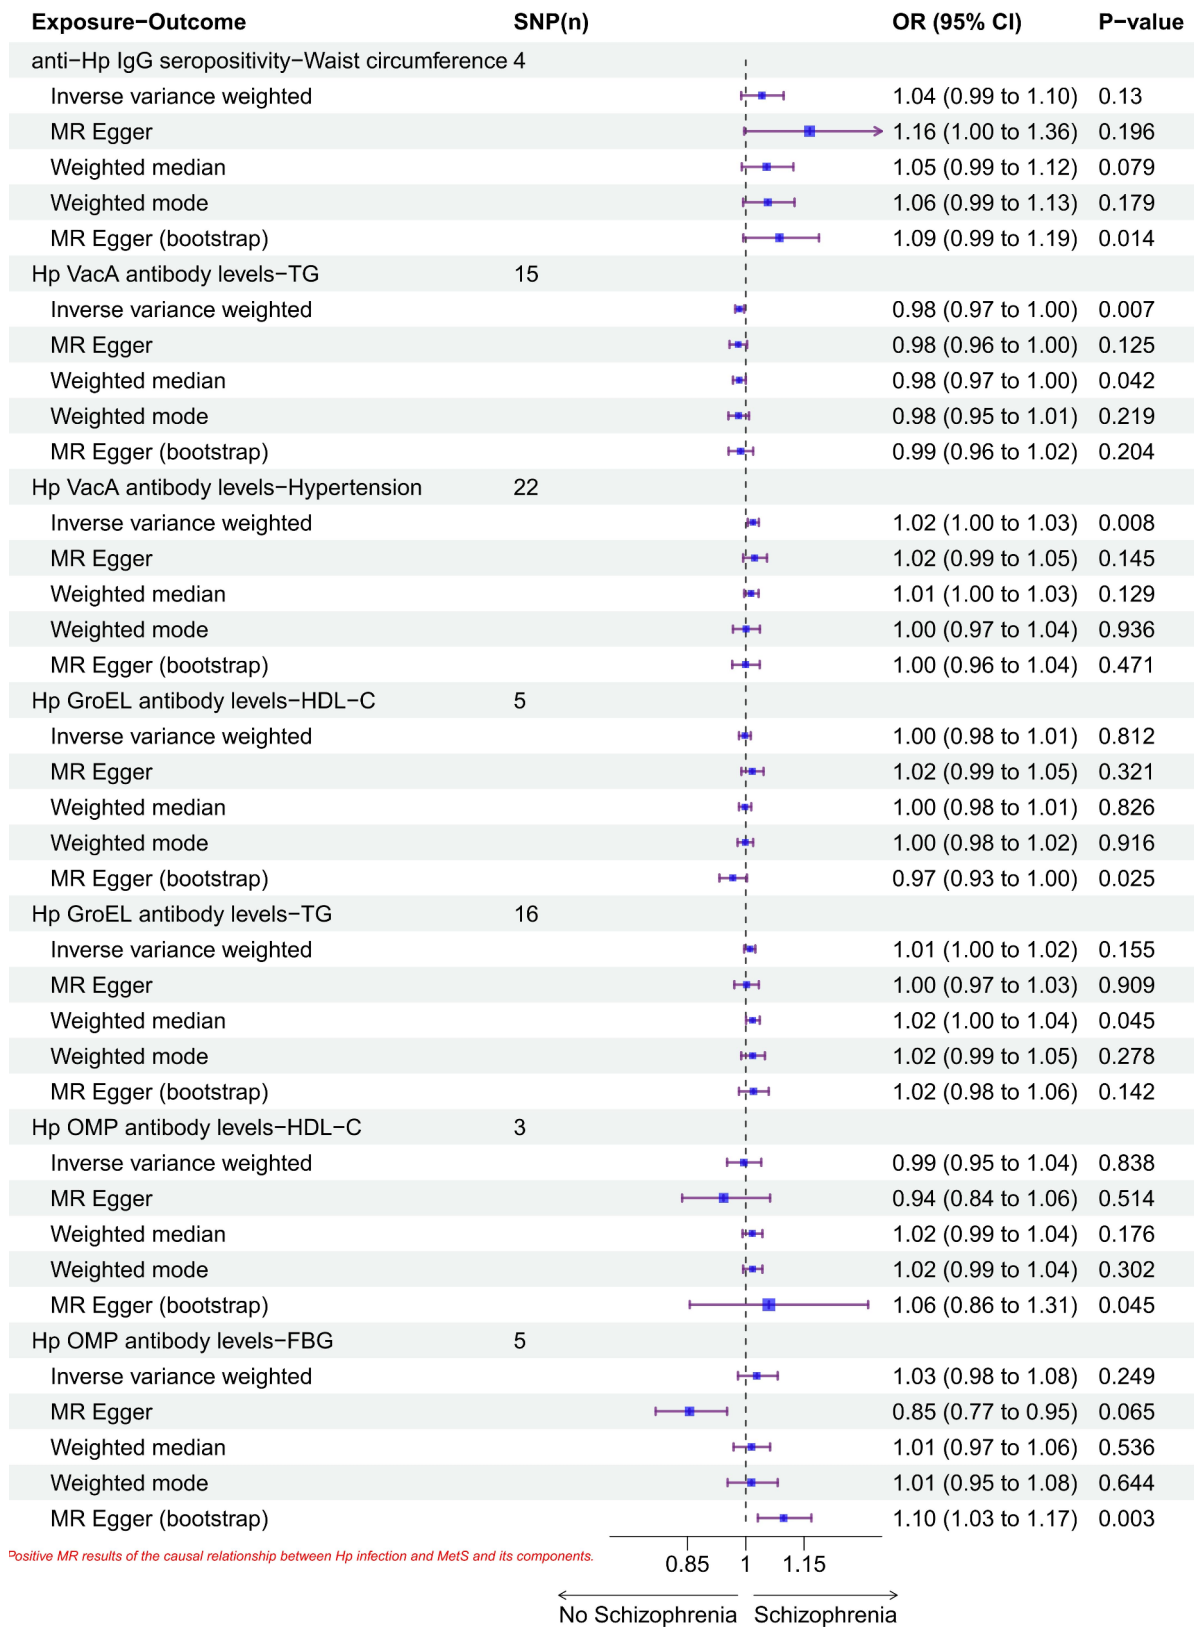 Exposure−Outcome SNP(n) OR (95% CI) P−value
anti−Hp IgG seropositivity−Waist circumference 4
Inverse variance weighted 1.04 (0.99 to 1.10) 0.13
MR Egger 1.16 (1.00 to 1.36) 0.196
Weighted median 1.05 (0.99 to 1.12) 0.079
Weighted mode 1.06 (0.99 to 1.13) 0.179
MR Egger (bootstrap) 1.09 (0.99 to 1.19) 0.014
Hp VacA antibody levels−TG 15
Inverse variance weighted 0.98 (0.97 to 1.00) 0.007
MR Egger 0.98 (0.96 to 1.00) 0.125
Weighted median 0.98 (0.97 to 1.00) 0.042
Weighted mode 0.98 (0.95 to 1.01) 0.219
MR Egger (bootstrap) 0.99 (0.96 to 1.02) 0.204
Hp VacA antibody levels−Hypertension 22
Inverse variance weighted 1.02 (1.00 to 1.03) 0.008
MR Egger 1.02 (0.99 to 1.05) 0.145
Weighted median 1.01 (1.00 to 1.03) 0.129
Weighted mode 1.00 (0.97 to 1.04) 0.936
MR Egger (bootstrap) 1.00 (0.96 to 1.04) 0.471
Hp GroEL antibody levels−HDL−C 5
Inverse variance weighted 1.00 (0.98 to 1.01) 0.812
MR Egger 1.02 (0.99 to 1.05) 0.321
Weighted median 1.00 (0.98 to 1.01) 0.826
Weighted mode 1.00 (0.98 to 1.02) 0.916
MR Egger (bootstrap) 0.97 (0.93 to 1.00) 0.025
Hp GroEL antibody levels−TG 16
Inverse variance weighted 1.01 (1.00 to 1.02) 0.155
MR Egger 1.00 (0.97 to 1.03) 0.909
Weighted median 1.02 (1.00 to 1.04) 0.045
Weighted mode 1.02 (0.99 to 1.05) 0.278
MR Egger (bootstrap) 1.02 (0.98 to 1.06) 0.142
Hp OMP antibody levels−HDL−C 3
Inverse variance weighted 0.99 (0.95 to 1.04) 0.838
MR Egger 0.94 (0.84 to 1.06) 0.514
Weighted median 1.02 (0.99 to 1.04) 0.176
Weighted mode 1.02 (0.99 to 1.04) 0.302
MR Egger (bootstrap) 1.06 (0.86 to 1.31) 0.045
Hp OMP antibody levels−FBG 5
Inverse variance weighted 1.03 (0.98 to 1.08) 0.249
MR Egger 0.85 (0.77 to 0.95) 0.065
Weighted median 1.01 (0.97 to 1.06) 0.536
Weighted mode 1.01 (0.95 to 1.08) 0.644
MR Egger (bootstrap) 1.10 (1.03 to 1.17) 0.003
Positive MR results of the causal relationship between Hp infection and MetS and its components.
0.85 1 1.15
No Schizophrenia Schizophrenia